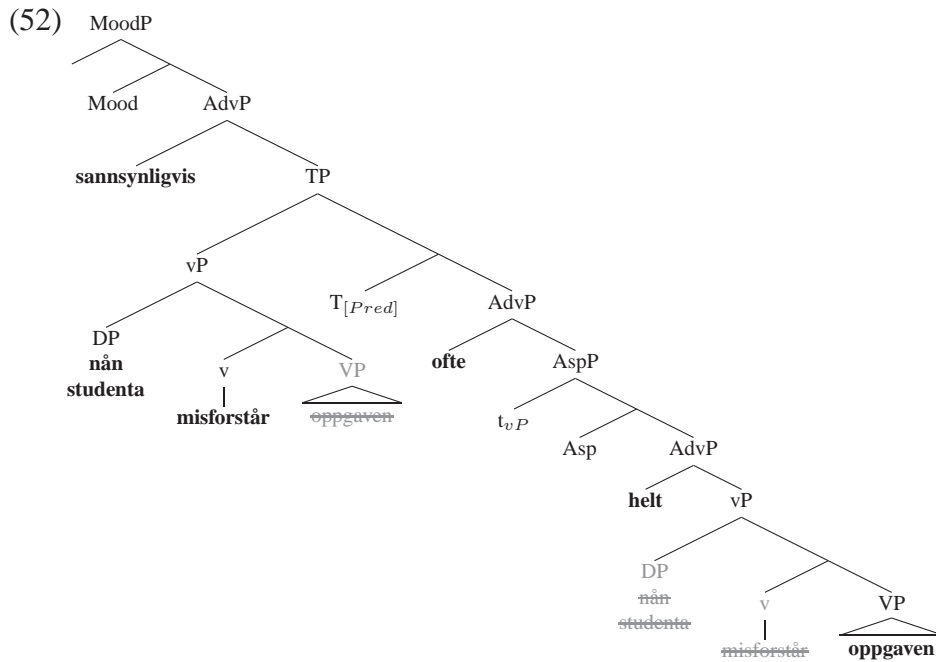 (52) MoodP
Mood AdvP
sannsynligvis TP
vP T[Pred] AdvP
DP ofte AspP
nån v VP
studenta
misforstår oppgaven
t_vP
Asp AdvP
helt vP
DP
nån v VP
studenta
misforstår oppgaven